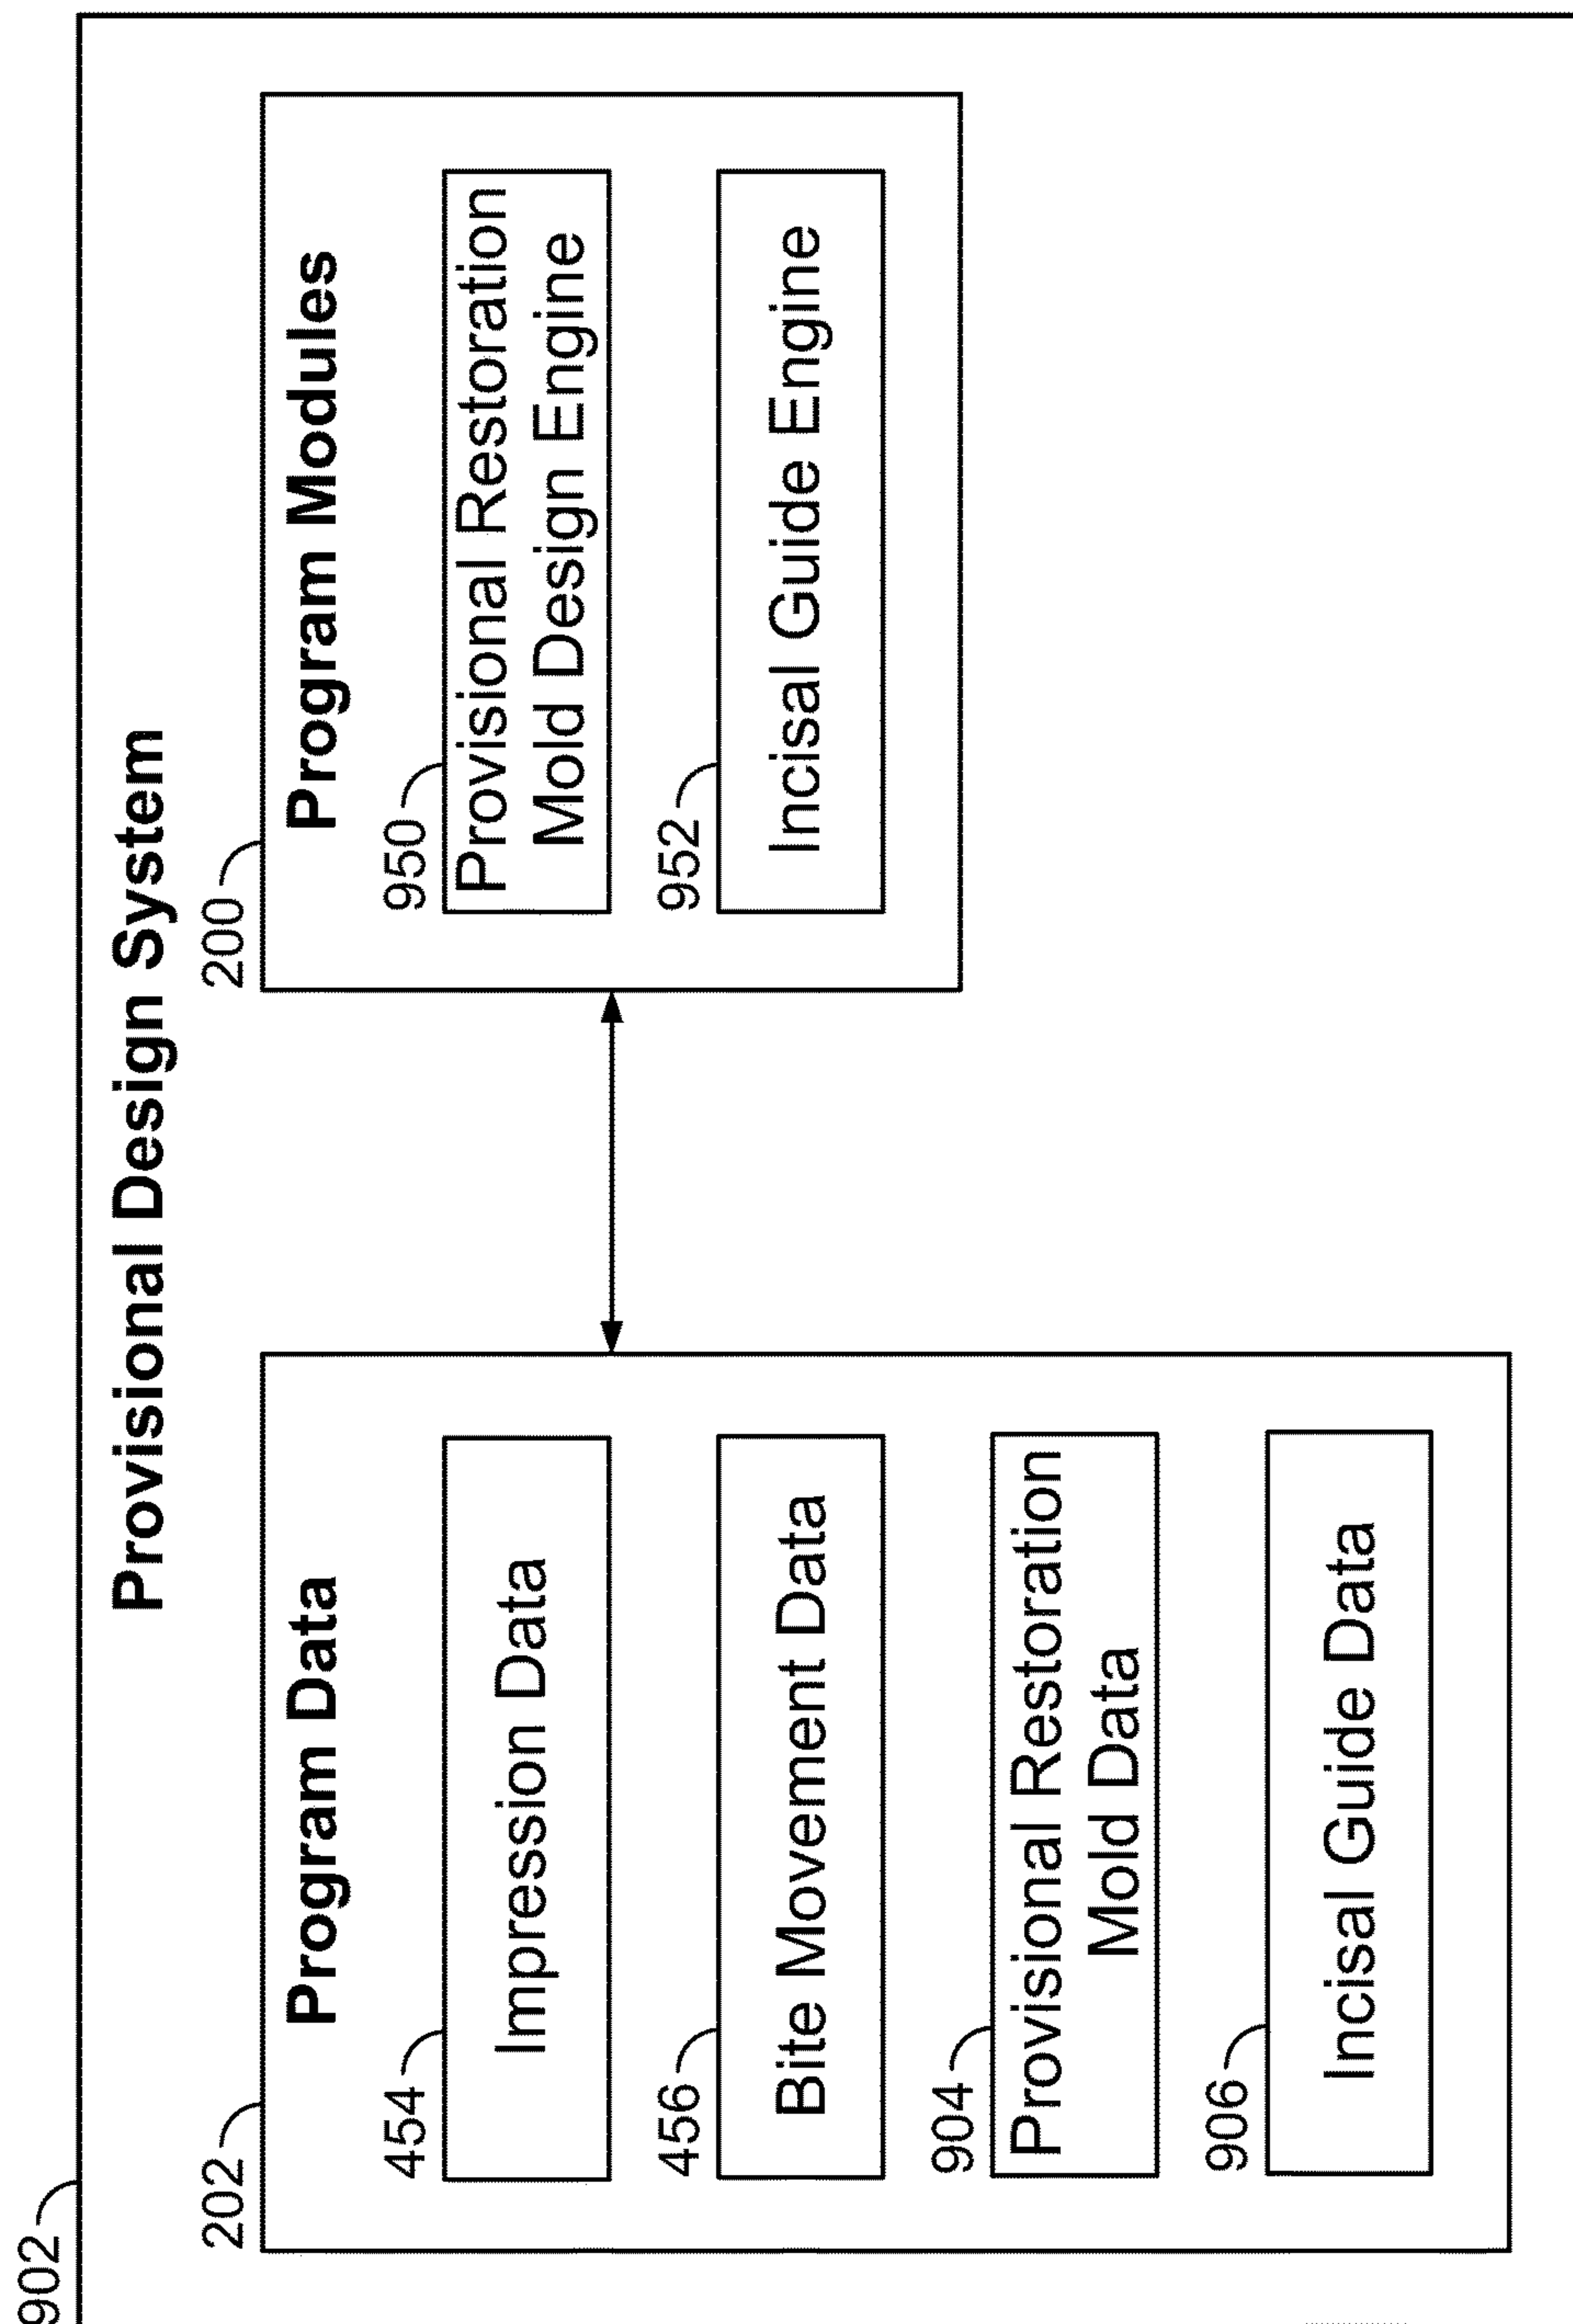 902
Provisional Design System
202
Program Data
454
Impression Data
456
Bite Movement Data
904
Provisional Restoration
Mold Data
906
Incisal Guide Data
200
Program Modules
950
Provisional Restoration
Mold Design Engine
952
Incisal Guide Engine